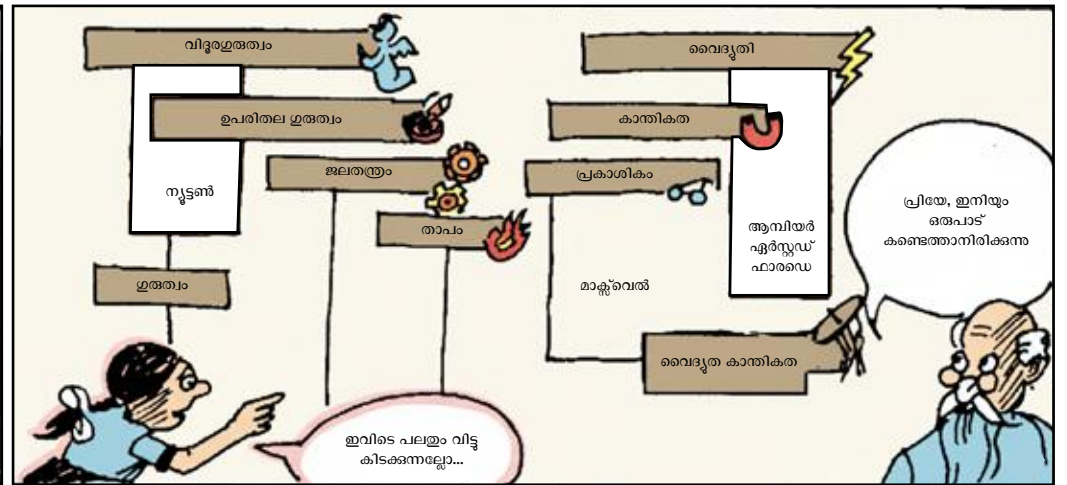 വിദൂരഗുരുത്വം
വൈദ്യുതി
ഉപരിതല ഗുരുത്വം
കാന്തികത
ജലതന്ത്രം
പ്രകാശികം
ന്യൂട്ടൺ
താപം
ആമ്പിയർ
ഏർസ്റ്റഡ്
ഫാരഡെ
പ്രിയേ, ഇനിയും
ഒരുപാട്
കണ്ടെത്താനിരിക്കുന്നു
ഗുരുത്വം
മാക്സ്‌വെൽ
വൈദ്യുത കാന്തികത
ഇവിടെ പലതും വിട്ടു
കിടക്കുന്നല്ലോ...